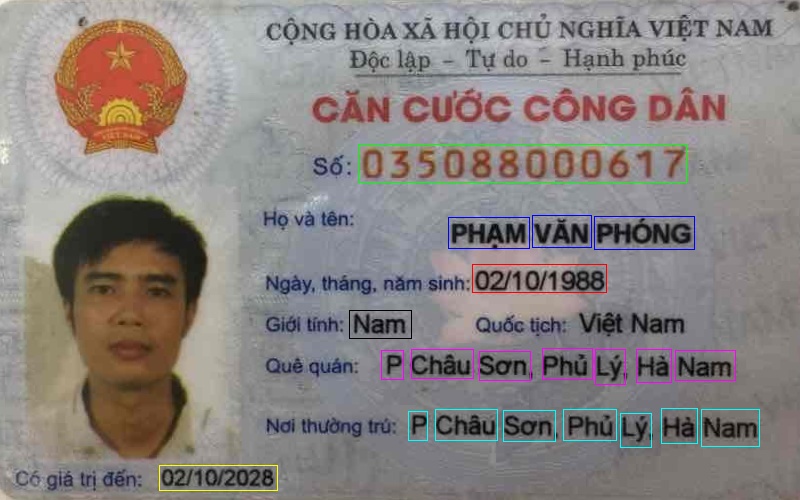 CỘNG HÒA XÃ HỘI CHỦ NGHĨA VIỆT NAM
Độc lập - Tự do - Hạnh phúc
CĂN CƯỚC CÔNG DÂN
Số: 035088000617
Họ và tên:
PHẠM VĂN PHÓNG
Ngày, tháng, năm sinh: 02/10/1988
Giới tính: Nam Quốc tịch: Việt Nam
Quê quán: P Châu Sơn, Phủ Lý, Hà Nam
Nơi thường trú: P Châu Sơn, Phủ Lý, Hà Nam
Có giá trị đến: 02/10/2028